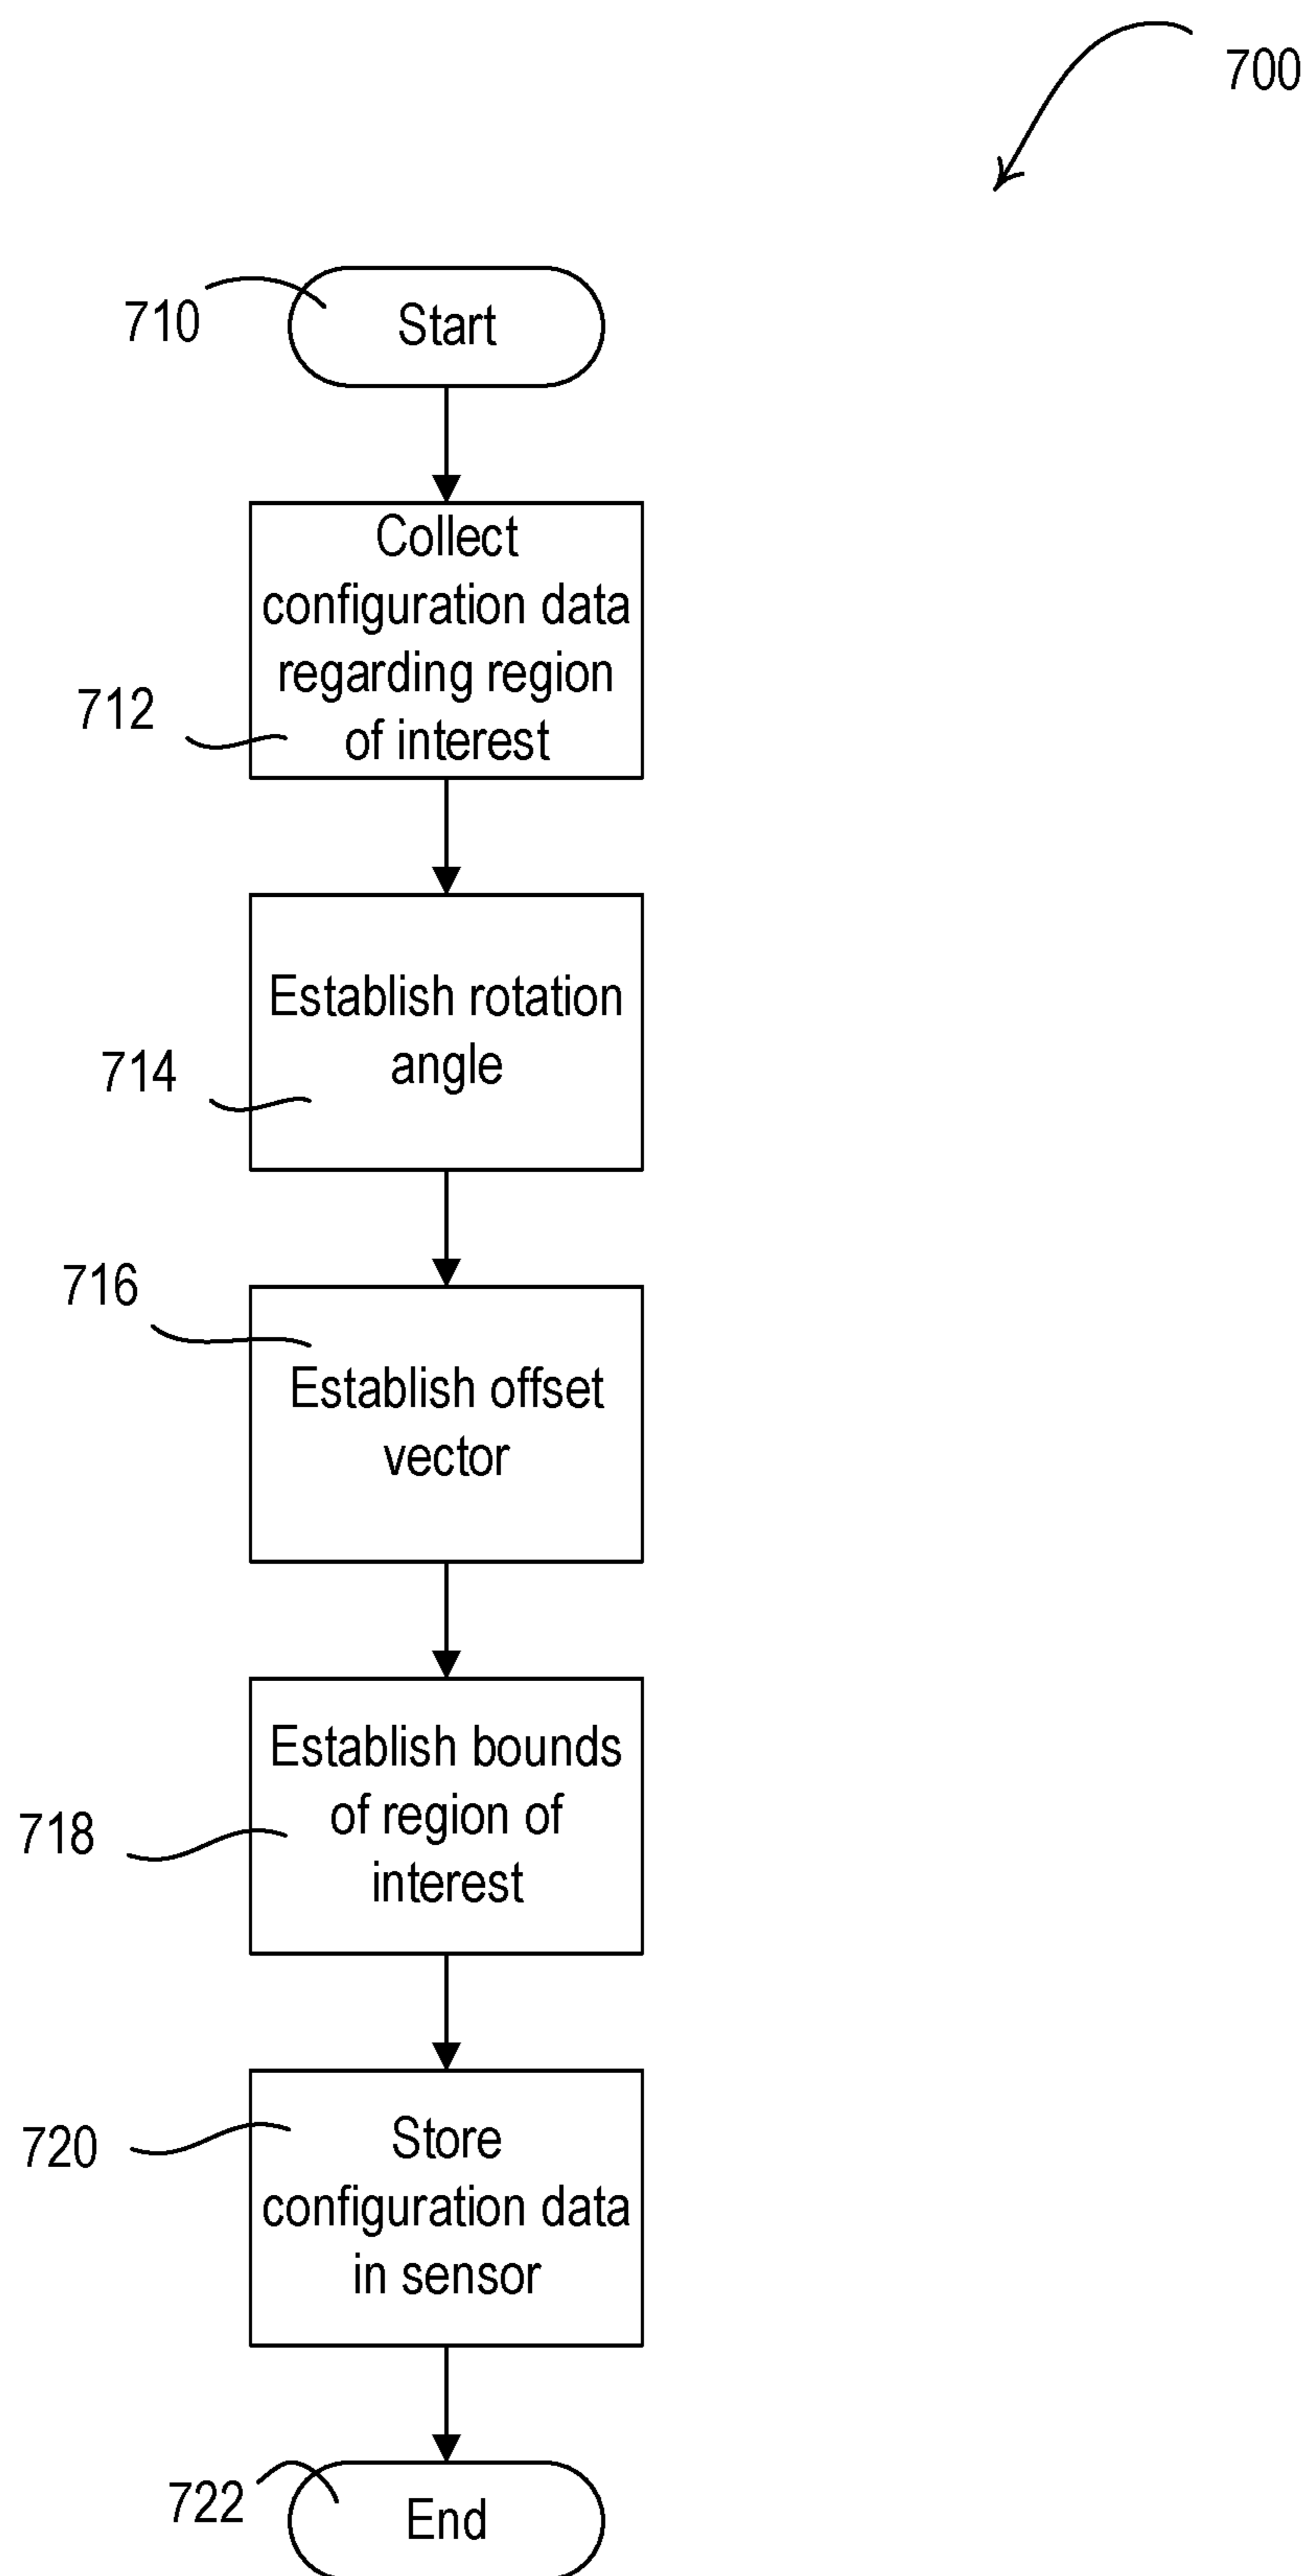 700
710
Start
Collect
configuration data
regarding region
of interest
712
Establish rotation
angle
714
716
Establish offset
vector
Establish bounds
of region of
interest
718
Store
configuration data
in sensor
720
722
End